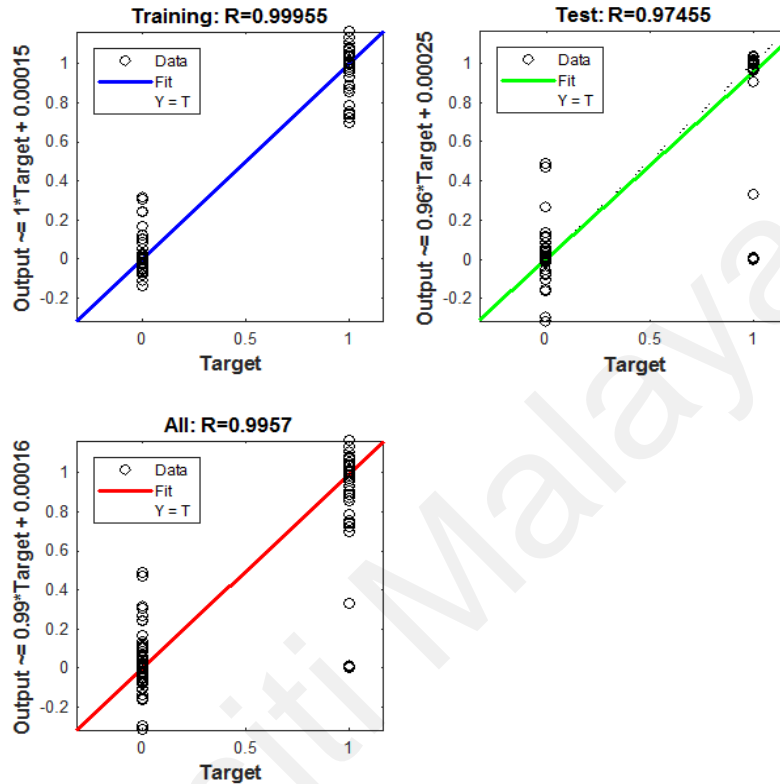 Training: R=0.99955
Output ~= 1*Target + 0.00015
Data
Fit
Y = T
1
0.8
0.6
0.4
0.2
0
-0.2
0
0.5
1
Target
Test: R=0.97455
Output ~= 0.96*Target + 0.00025
Data
Fit
Y = T
1
0.8
0.6
0.4
0.2
0
-0.2
0
0.5
1
Target
All: R=0.9957
Output ~= 0.99*Target + 0.00016
Data
Fit
Y = T
1
0.8
0.6
0.4
0.2
0
-0.2
0
0.5
1
Target
siti Malaya